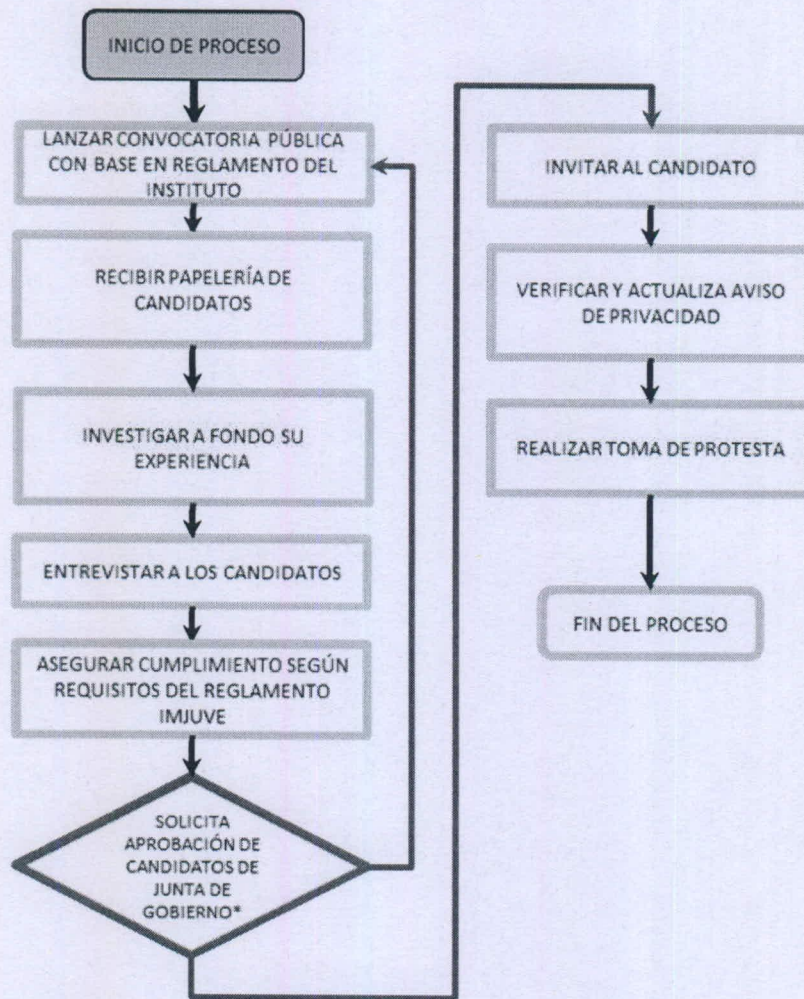 INICIO DE PROCESO
LANZAR CONVOCATORIA PÚBLICA
CON BASE EN REGLAMENTO DEL
INSTITUTO
RECIBIR PAPELERÍA DE
CANDIDATOS
INVESTIGAR A FONDO SU
EXPERIENCIA
ENTREVISTAR A LOS CANDIDATOS
ASEGURAR CUMPLIMIENTO SEGÚN
REQUISITOS DEL REGLAMENTO
IMJUVE
SOLICITA
APROBACIÓN DE
CANDIDATOS DE
JUNTA DE
GOBIERNO*
INVITAR AL CANDIDATO
VERIFICAR Y ACTUALIZA AVISO
DE PRIVACIDAD
REALIZAR TOMA DE PROTESTA
FIN DEL PROCESO